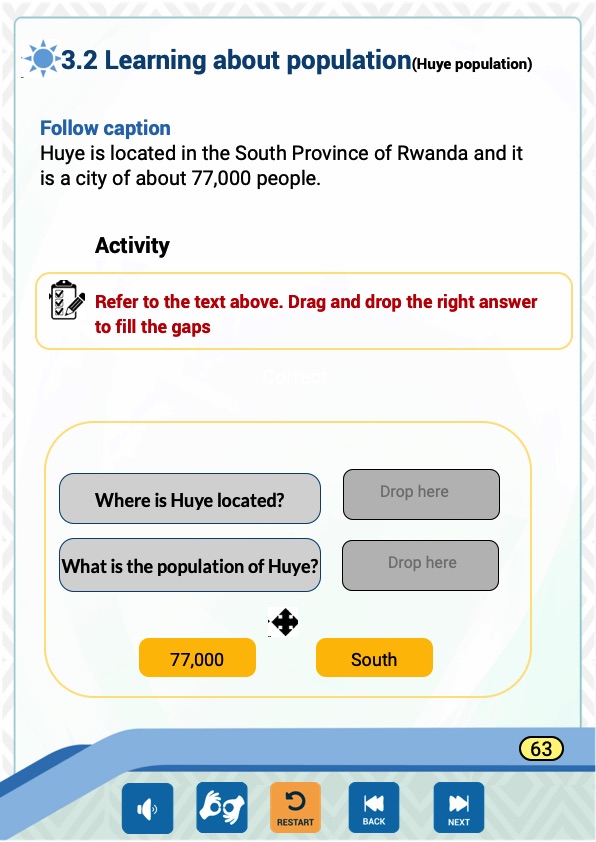 3.2 Learning about population(Huye population)
Follow caption
Huye is located in the South Province of Rwanda and it
is a city of about 77,000 people.
Activity
Refer to the text above. Drag and drop the right answer
to fill the gaps
Correct
Where is Huye located?
Drop here
What is the population of Huye?
Drop here
77,000
South
63
RESTART
BACK
NEXT